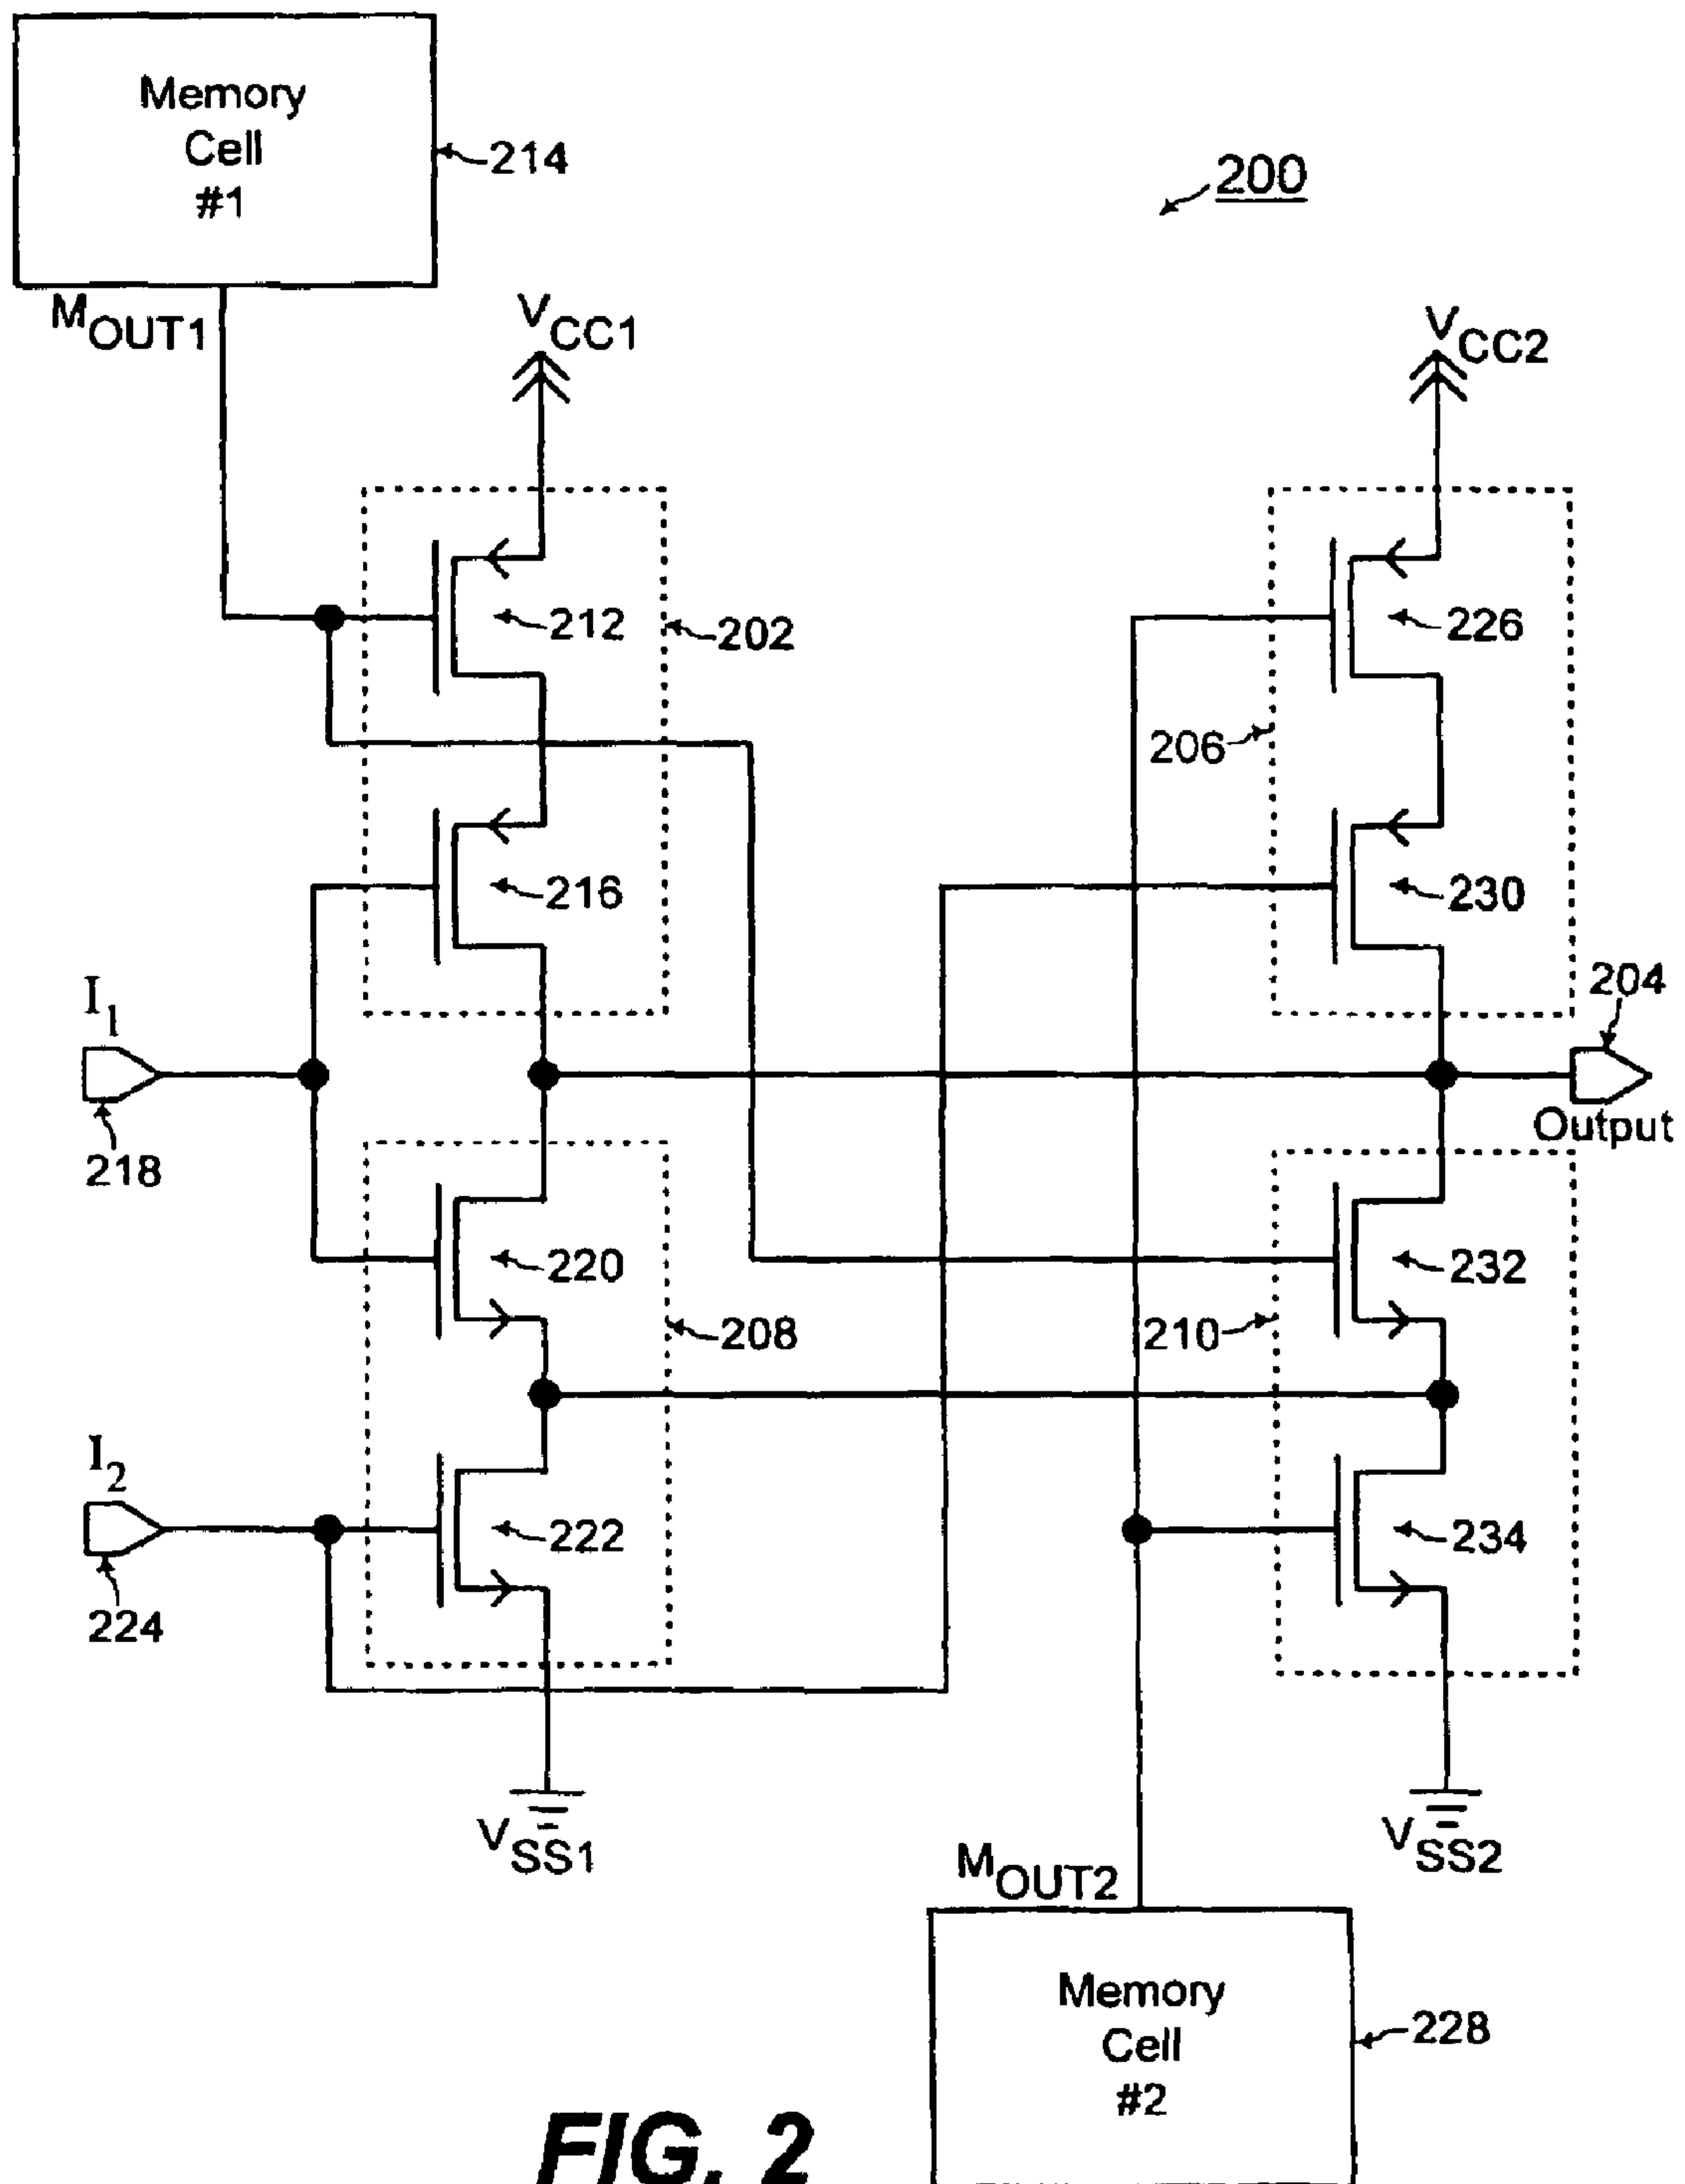 Memory
Cell
#1
214
200
MOUT1
VCC1
VCC2
212
202
226
206
216
230
I1
204
218
Output
220
232
208
210
I2
222
234
224
VSS1
VSS2
MOUT2
Memory
Cell
#2
228
FIG. 2